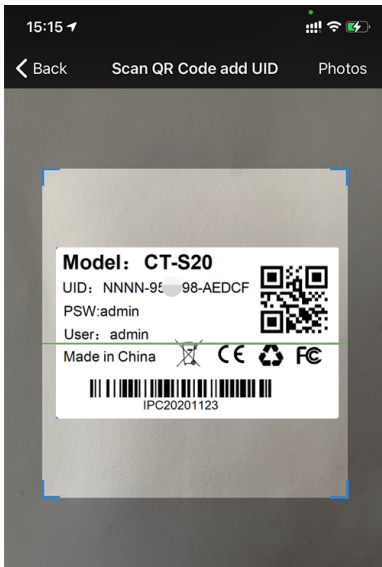 15:15
Back Scan QR Code add UID Photos
Model： CT-S20
UID： NNNN-95 98-AEDCF
PSW:admin
User：admin
Made in China CE FC
IPC20201123